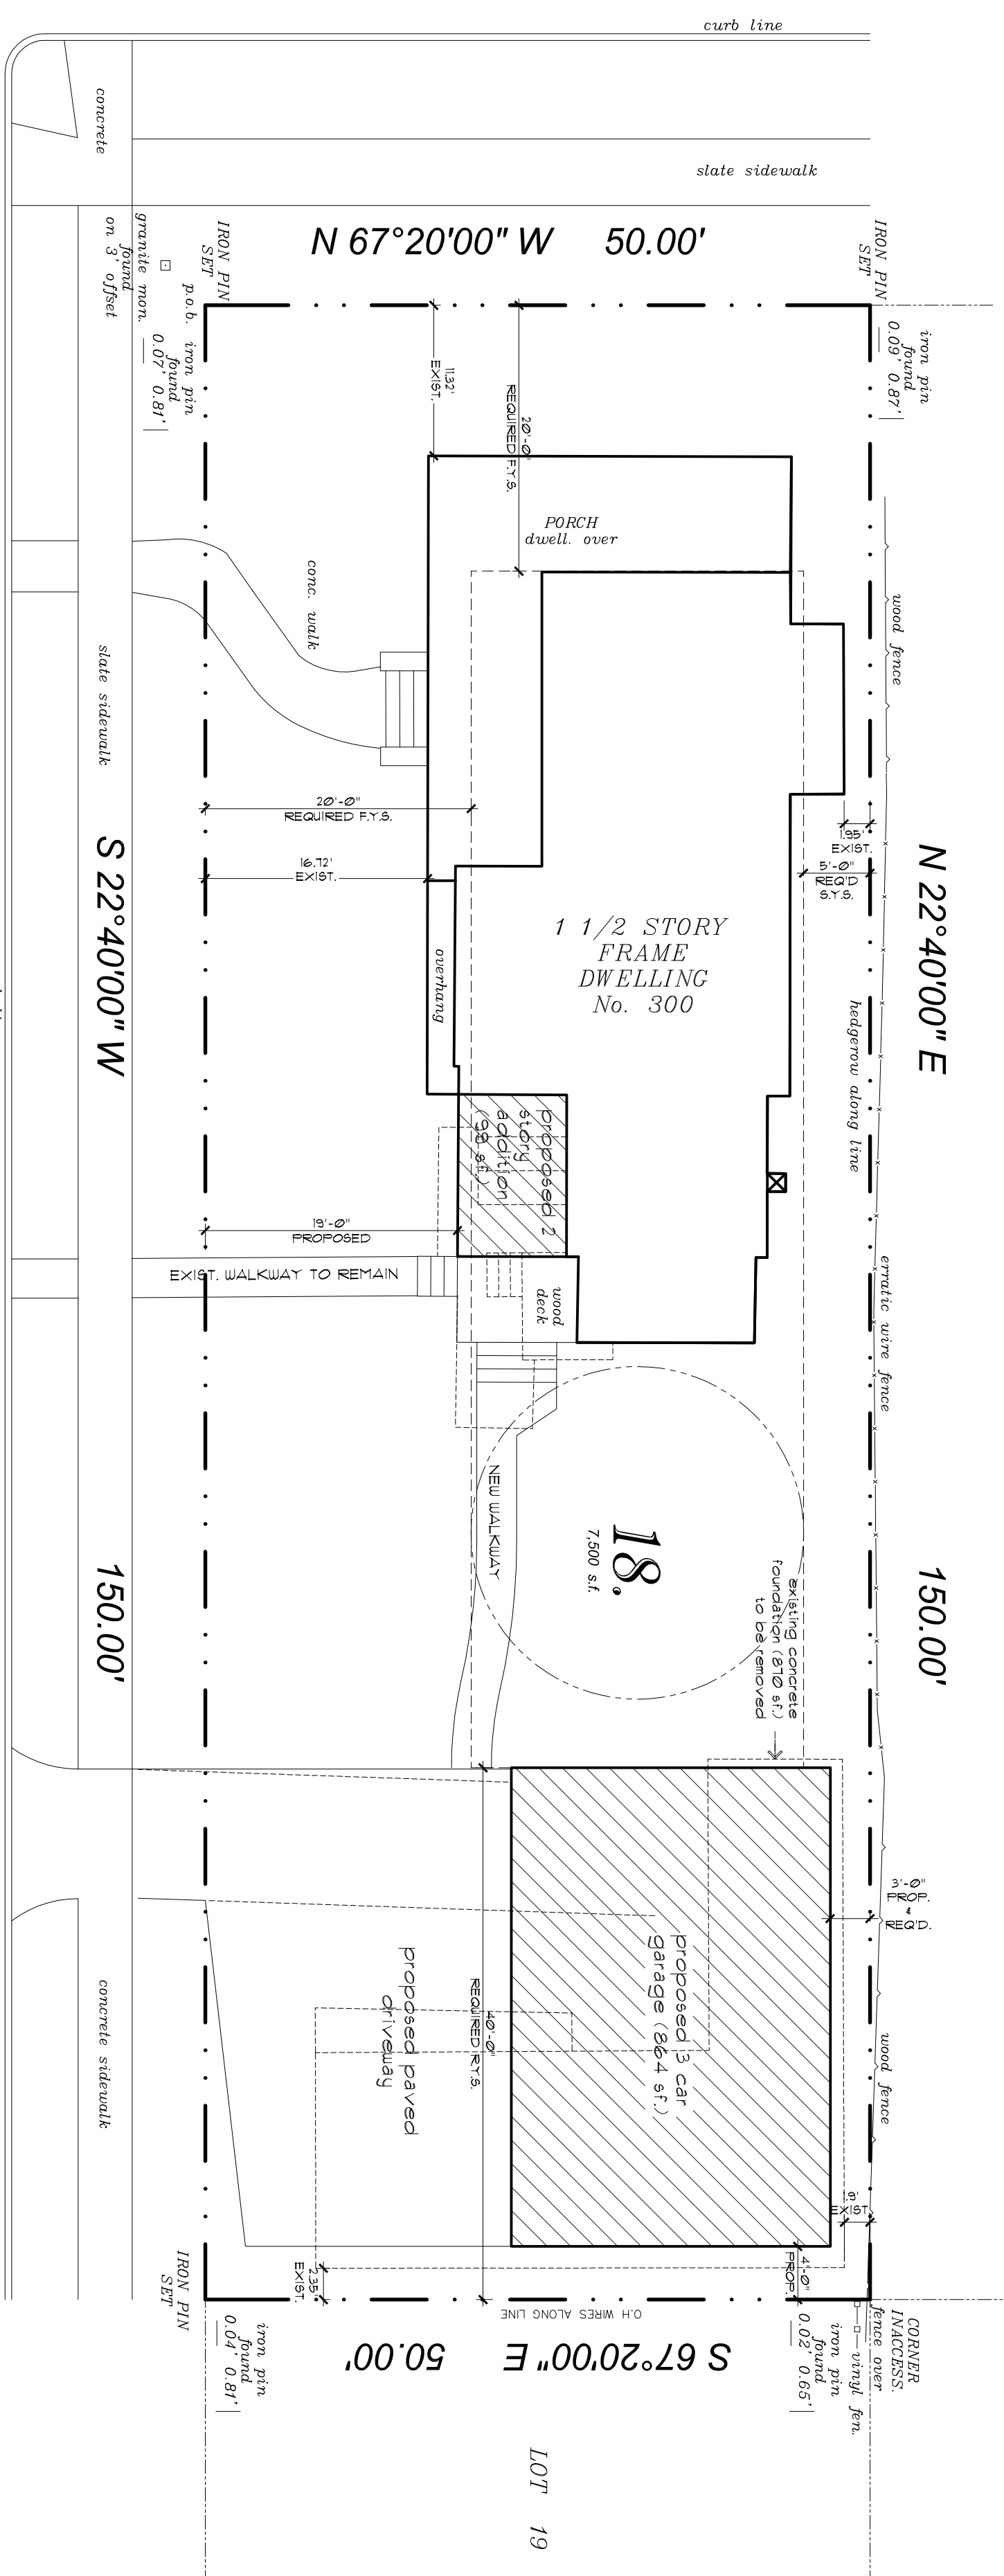 curb line
concrete
slate sidewalk
N 67°20'00" W 50.00'
IRON PIN
SET
IRON PIN
SET
granite mon.
found
on 3' offset
p.o.b.
iron pin
found
0.07' 0.81'
iron pin
found
0.09' 0.87'
11.32'
EXIST.
20'-0"
REQUIRED F.Y.S.
PORCH
dwell. over
conc. walk
wood fence
slate sidewalk
20'-0"
REQUIRED F.Y.S.
1.95'
EXIST.
16.72'
EXIST.
5'-0"
REQ'D
S.Y.S.
S 22°40'00" W
150.00'
N 22°40'00" E
150.00'
1 1/2 STORY
FRAME
DWELLING
No. 300
overhang
hedgerow along line
proposed 2
story
addition
(98 sf.)
19'-0"
PROPOSED
EXIST. WALKWAY TO REMAIN
wood
deck
erratic wire fence
NEW WALKWAY
18.
7,500 s.f.
existing concrete
foundation (870 sf.)
to be removed
3'-0"
PROP.
&
REQ'D.
proposed 3 car
garage (864 sf.)
proposed paved
driveway
40'-0"
REQUIRED R.Y.S.
concrete sidewalk
wood fence
EXIST.
2.35'
EXIST.
4'-0"
PROP.
IRON PIN
SET
O.H WIRES ALONG LINE
S 67°20'00" E 50.00'
iron pin
found
0.04' 0.81'
iron pin
found
0.02' 0.65'
CORNER
INACCESS.
fence over
vinyl fen.
LOT 19